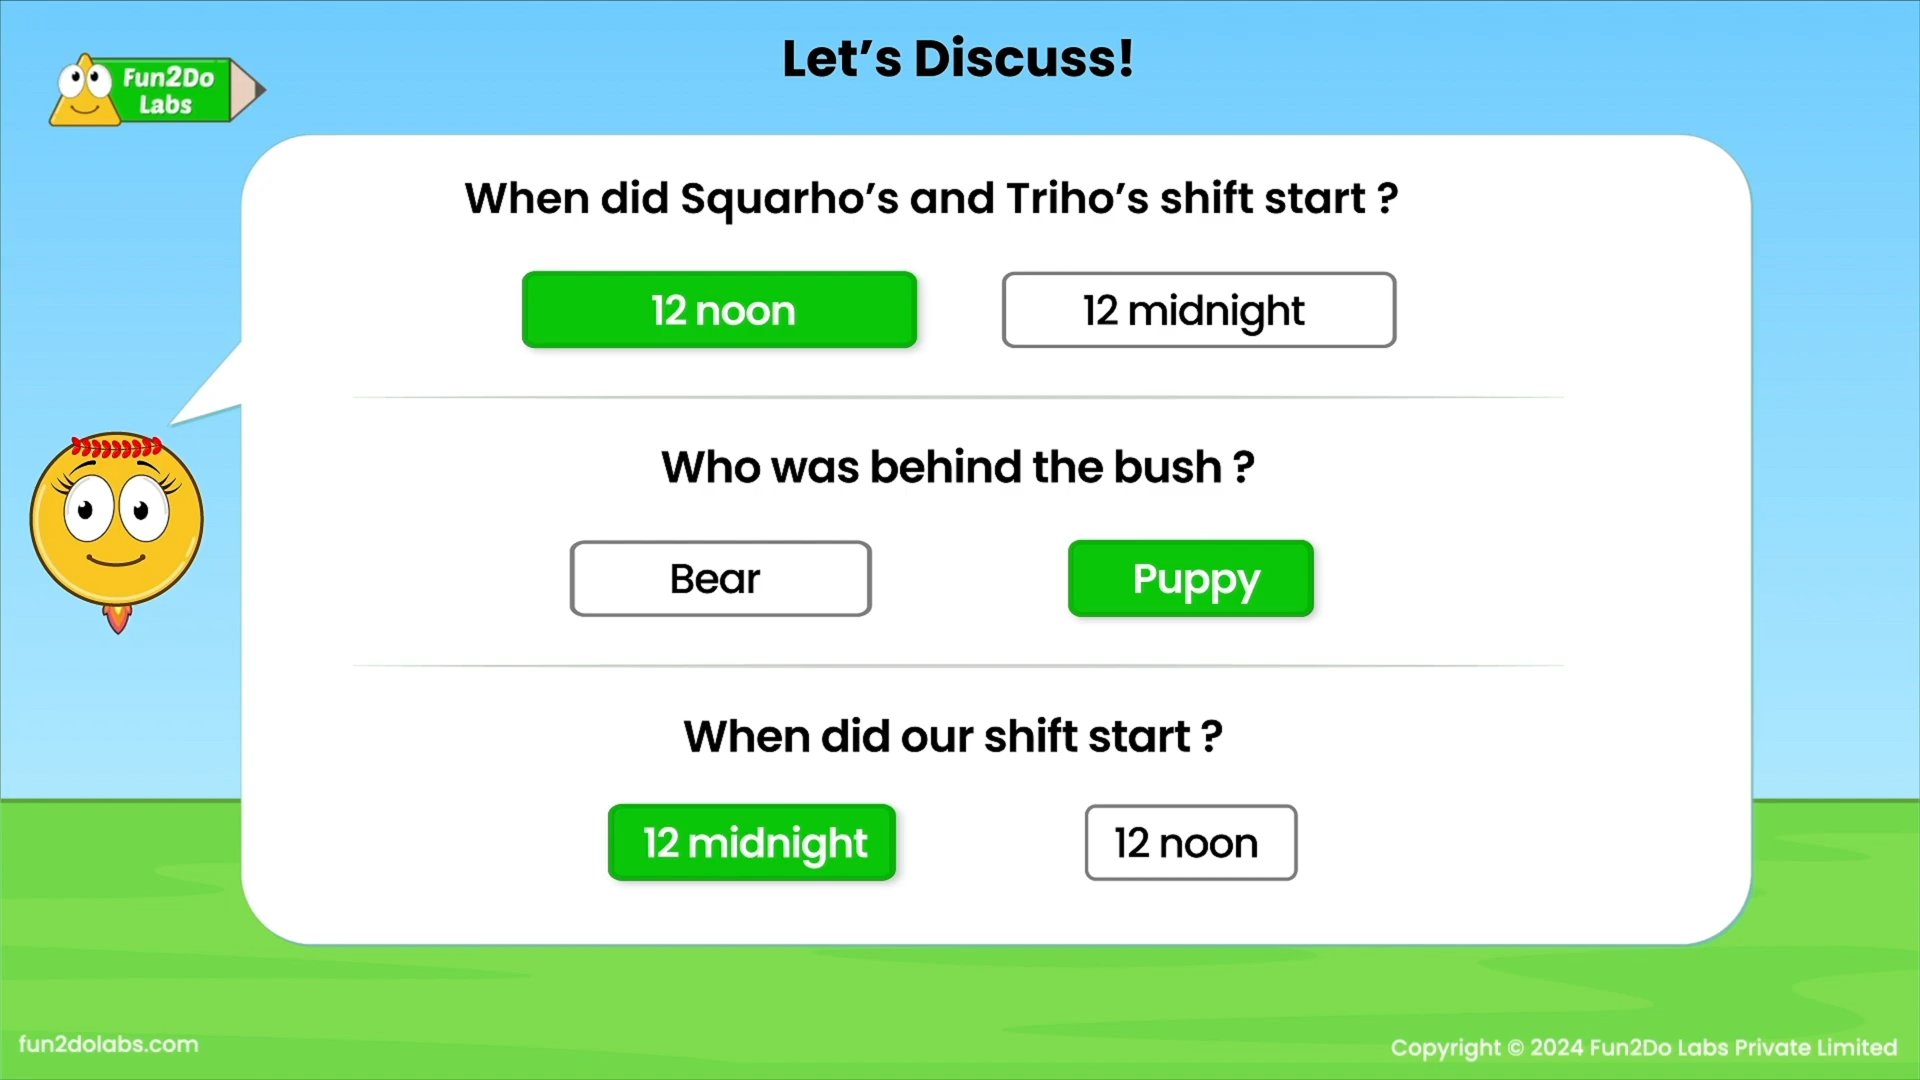 Let's Discuss!
Fun2Do
Labs
When did Squarho's and Triho's shift start ?
12 noon
12 midnight
Who was behind the bush ?
Bear
Puppy
When did our shift start ?
12 midnight
12 noon
fun2dolabs.com
Copyright © 2024 Fun2Do Labs Private Limited